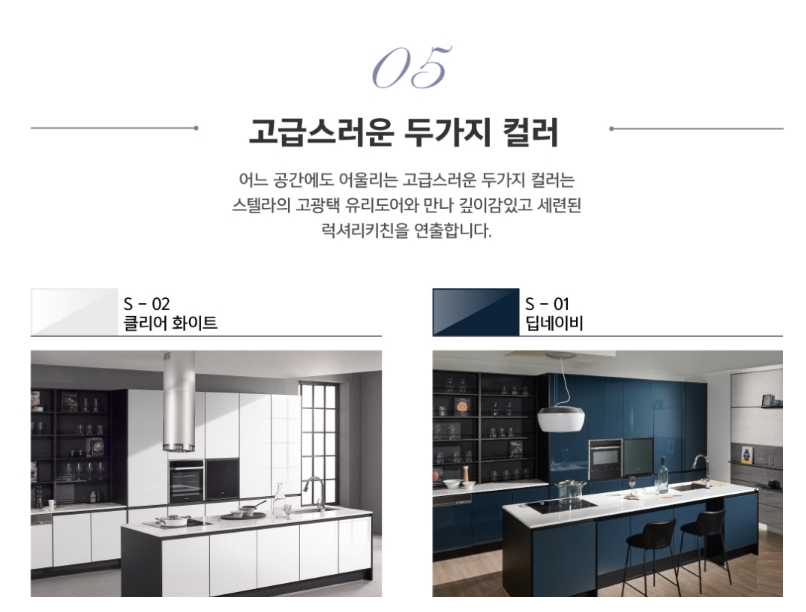 05
고급스러운 두가지 컬러
어느 공간에도 어울리는 고급스러운 두가지 컬러는
스텔라의 고광택 유리도어와 만나 깊이감있고 세련된
럭셔리키친을 연출합니다.
S - 02
클리어 화이트
S - 01
딥네이비